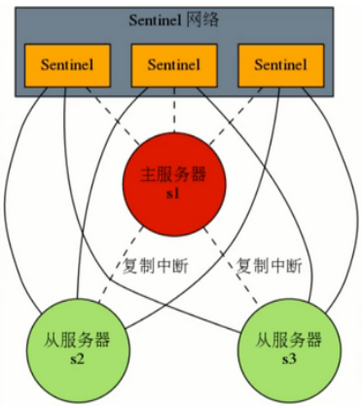 Sentinel 网络
Sentinel
Sentinel
Sentinel
主服务器
s1
复制中断
复制中断
从服务器
s2
从服务器
s3